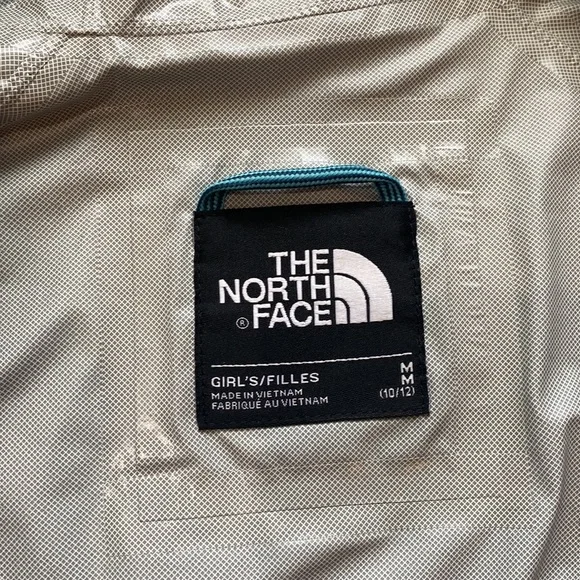 THE
NORTH
® FACE
GIRL'S/FILLES M
MADE IN VIETNAM M
FABRIQUÉ AU VIETNAM (10/12)